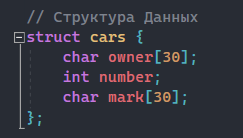 // Структура Данных
struct cars {
    char owner[30];
    int number;
    char mark[30];
};